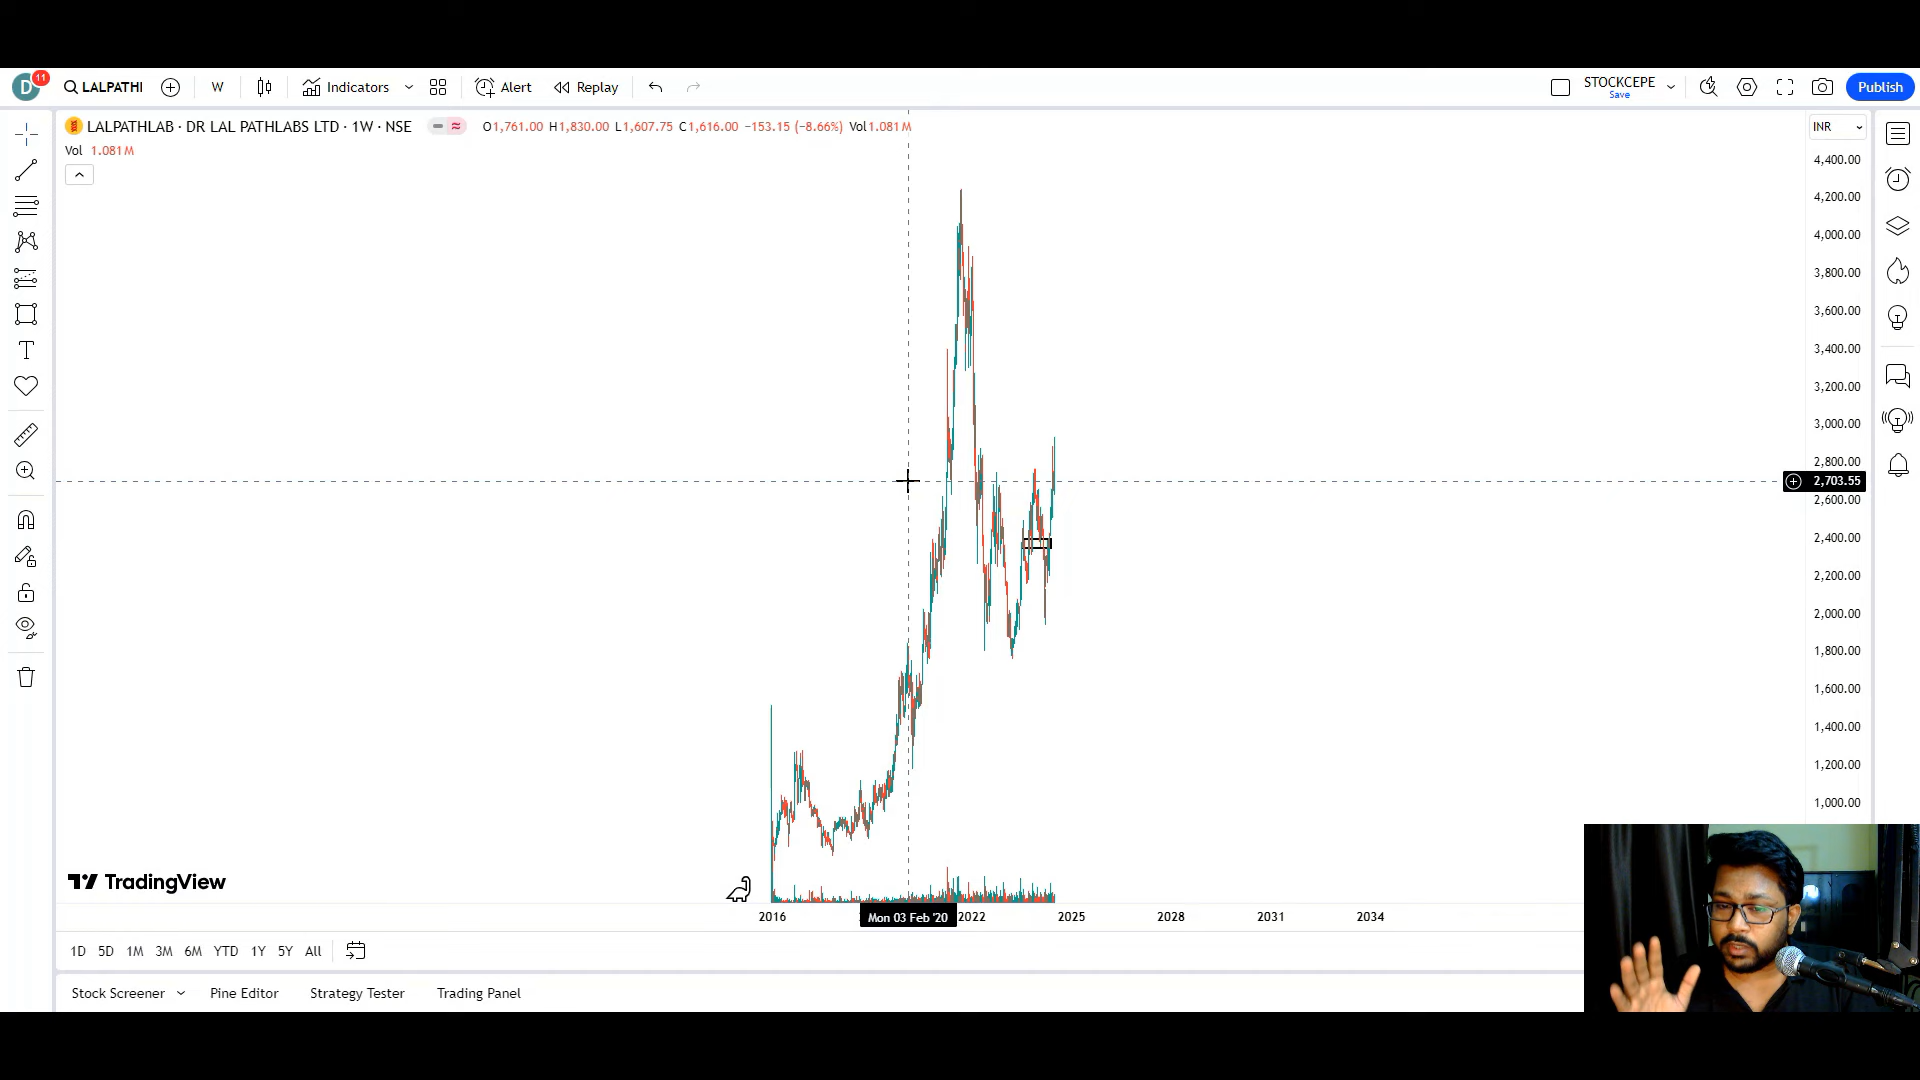 D 11 LALPATHI W Indicators Alert Replay STOCKCEPE Save Publish
LALPATHLAB · DR LAL PATHLABS LTD · 1W · NSE O1,761.00 H1,830.00 L1,607.75 C1,616.00 −153.15 (−8.66%) Vol1.081M
INR
Vol 1.081M
4,400.00
4,200.00
4,000.00
3,800.00
3,600.00
3,400.00
3,200.00
3,000.00
2,800.00
2,703.55
2,600.00
2,400.00
2,200.00
2,000.00
1,800.00
1,600.00
1,400.00
1,200.00
1,000.00
TradingView
2016 Mon 03 Feb '20 2022 2025 2028 2031 2034
1D 5D 1M 3M 6M YTD 1Y 5Y All
Stock Screener Pine Editor Strategy Tester Trading Panel